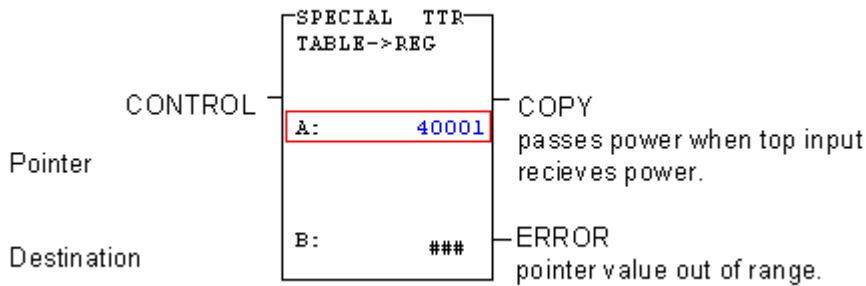 SPECIAL TTR
TABLE->REG
CONTROL
COPY
A: 40001
passes power when top input
Pointer
recieves power.
B: ###
ERROR
Destination
pointer value out of range.